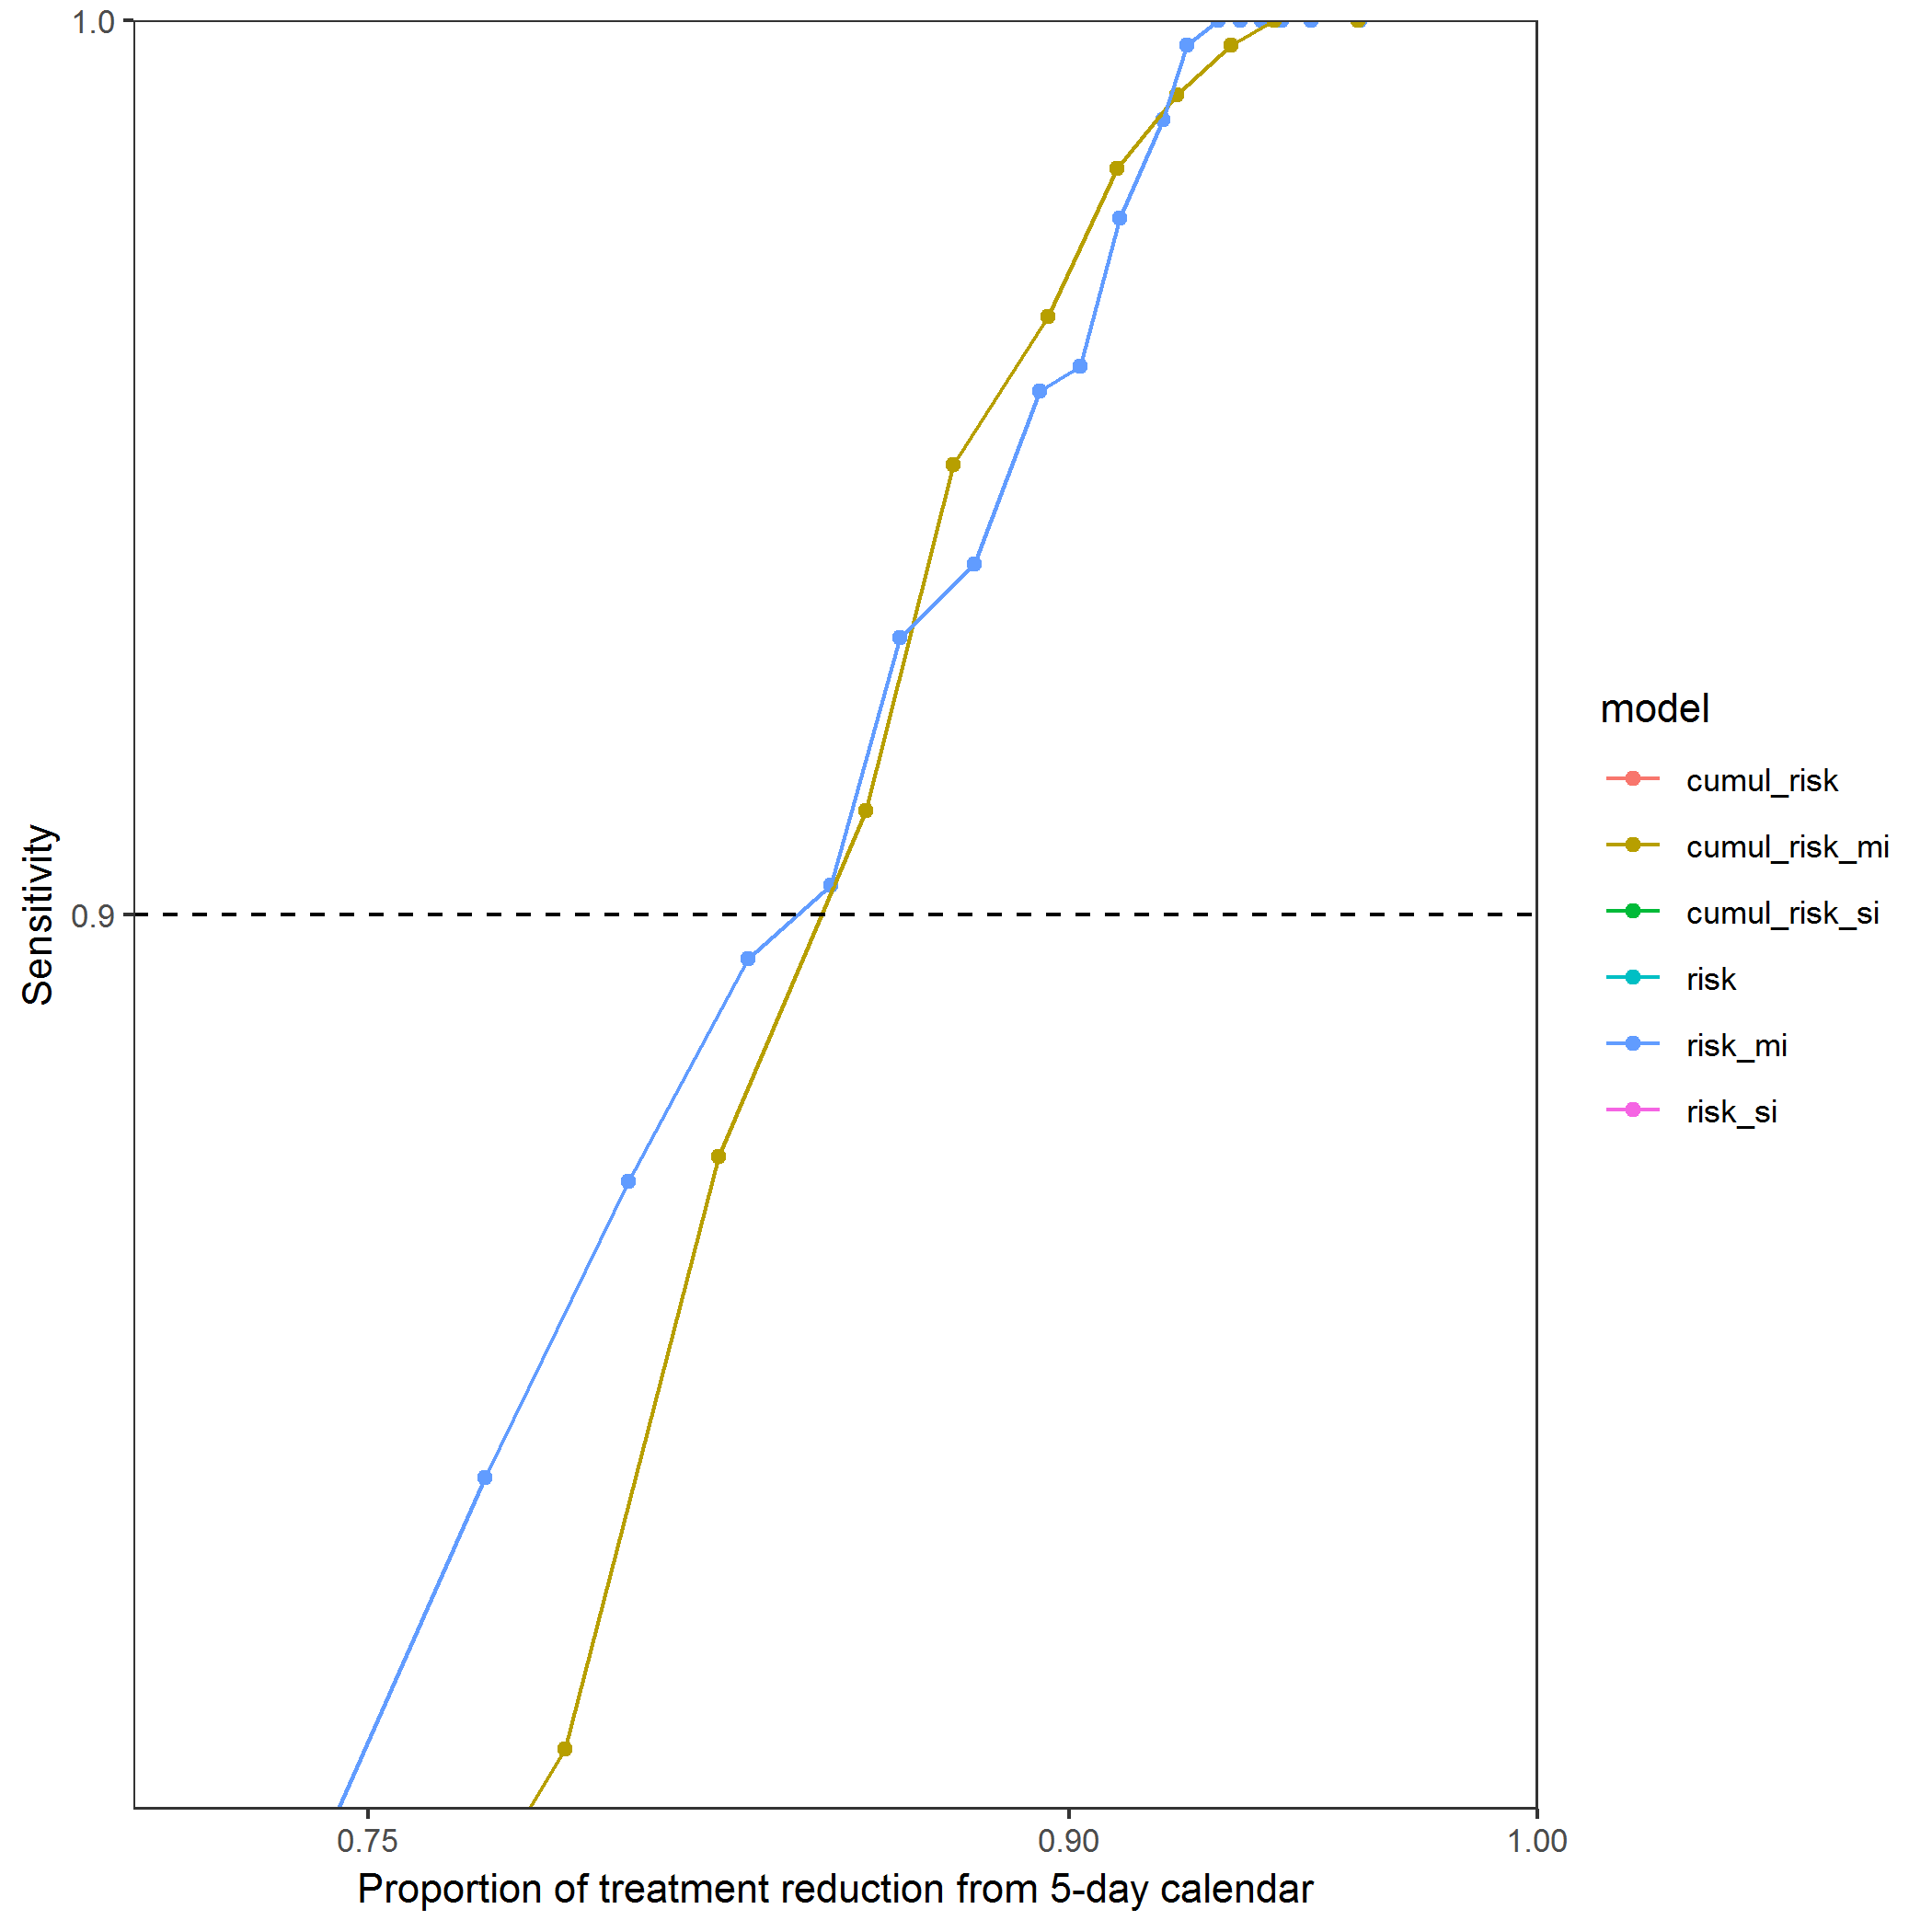 1.0
0.9
Sensitivity
0.75
0.90
1.00
Proportion of treatment reduction from 5-day calendar
model
cumul_risk
cumul_risk_mi
cumul_risk_si
risk
risk_mi
risk_si